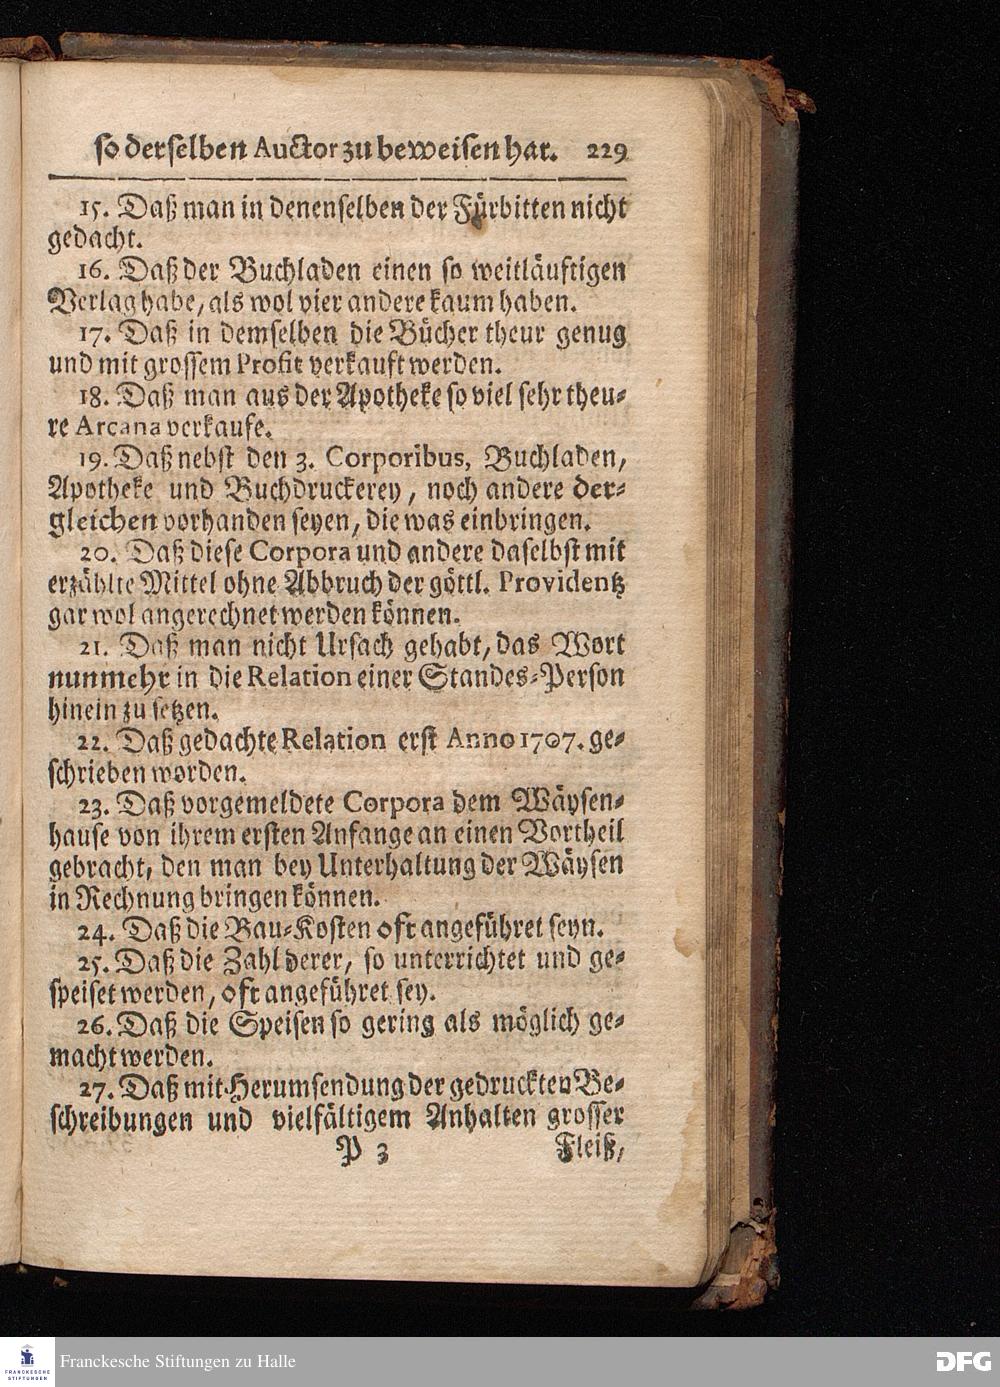 so derselben Auctor zu beweisen hat. 229
15. Daß man in denenselben der Fürbitten nicht
gedacht.
16. Daß der Buchladen einen so weitläuftigen
Verlag habe, als wol vier andere kaum haben.
17. Daß in demselben die Bücher theur genug
und mit grossem Profit verkauft werden.
18. Daß man aus der Apotheke so viel sehr theu-
re Arcana verkaufe.
19. Daß nebst den 3. Corporibus, Buchladen,
Apotheke und Buchdruckerey, noch andere der-
gleichen vorhanden seyen, die was einbringen.
20. Daß diese Corpora und andere daselbst mit
erzählte Mittel ohne Abbruch der göttl. Providentz
gar wol angerechnet werden können.
21. Daß man nicht Ursach gehabt, das Wort
nunmehr in die Relation einer Standes-Person
hinein zu setzen.
22. Daß gedachte Relation erst Anno 1707. ge-
schrieben worden.
23. Daß vorgemeldete Corpora dem Wäysen-
hause von ihrem ersten Anfange an einen Vortheil
gebracht, den man bey Unterhaltung der Wäysen
in Rechnung bringen können.
24. Daß die Bau-Kosten oft angeführet seyn.
25. Daß die Zahl derer, so unterrichtet und ge-
speiset werden, oft angeführet sey.
26. Daß die Speisen so gering als möglich ge-
macht werden.
27. Daß mit Herumsendung der gedruckten Be-
schreibungen und vielfältigem Anhalten grosser
P 3 Fleiß,
FRANCKESCHE STIFTUNGEN
Franckesche Stiftungen zu Halle
DFG